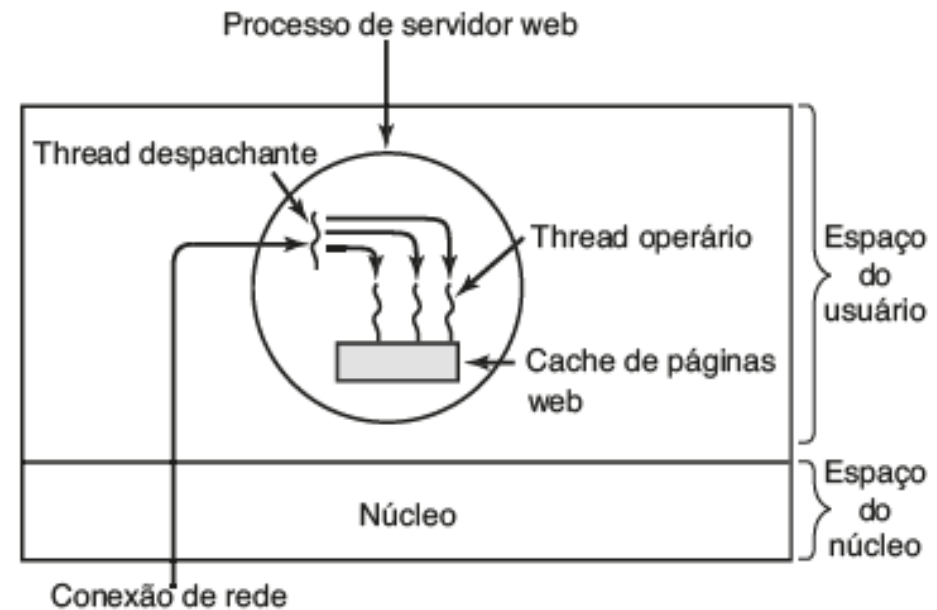 Processo de servidor web
Thread despachante
Thread operário
Espaço
do
usuário
Cache de páginas
web
Núcleo
Espaço
do
núcleo
Conexão de rede